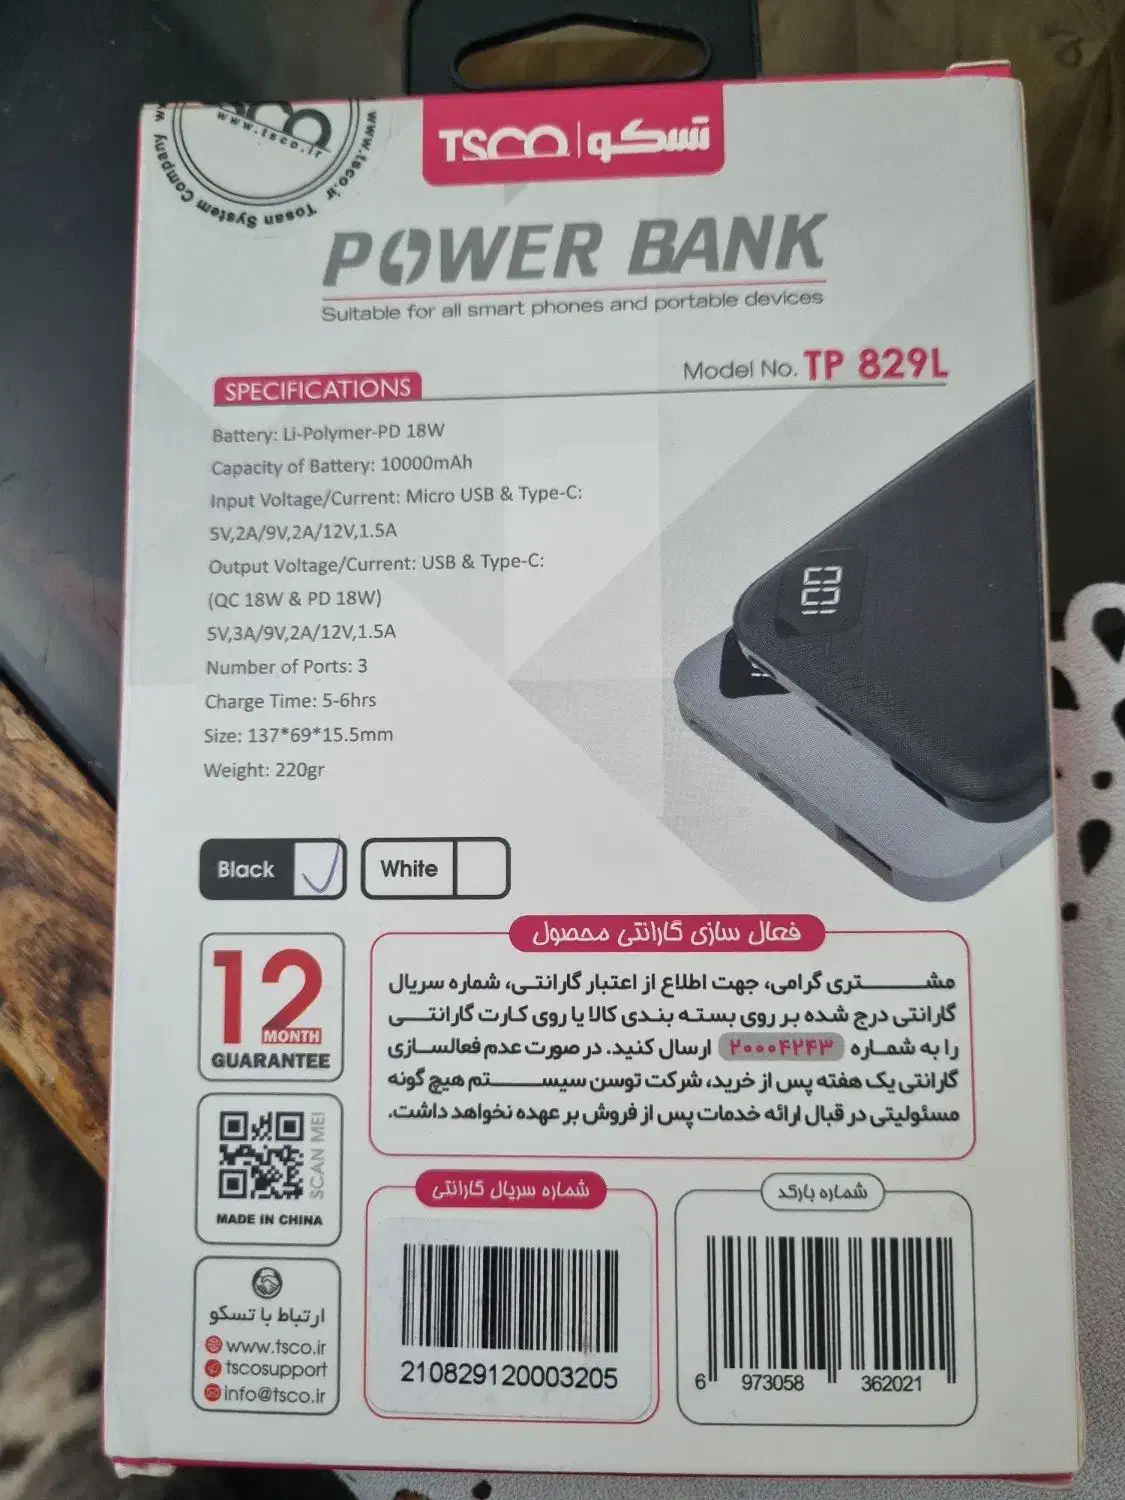 www.tsco.ir
www.tsco.ir Tosan System Company
TSCO | تسکو
POWER BANK
Suitable for all smart phones and portable devices
Model No. TP 829L
SPECIFICATIONS
Battery: Li-Polymer-PD 18W
Capacity of Battery: 10000mAh
Input Voltage/Current: Micro USB & Type-C:
5V,2A/9V,2A/12V,1.5A
Output Voltage/Current: USB & Type-C:
(QC 18W & PD 18W)
5V,3A/9V,2A/12V,1.5A
Number of Ports: 3
Charge Time: 5-6hrs
Size: 137*69*15.5mm
Weight: 220gr
100
Black
White
12
MONTH
GUARANTEE
فعال سازی گارانتی محصول
مشتری گرامی، جهت اطلاع از اعتبار گارانتی، شماره سریال
گارانتی درج شده بر روی بسته بندی کالا یا روی کارت گارانتی
را به شماره ۲۰۰۰۴۲۴۳ ارسال کنید. در صورت عدم فعالسازی
گارانتی یک هفته پس از خرید، شرکت توسن سیستم هیچ گونه
مسئولیتی در قبال ارائه خدمات پس از فروش بر عهده نخواهد داشت.
SCAN ME!
MADE IN CHINA
ارتباط با تسکو
www.tsco.ir
tscosupport
info@tsco.ir
شماره سریال گارانتی
210829120003205
شماره بارکد
6 973058 362021